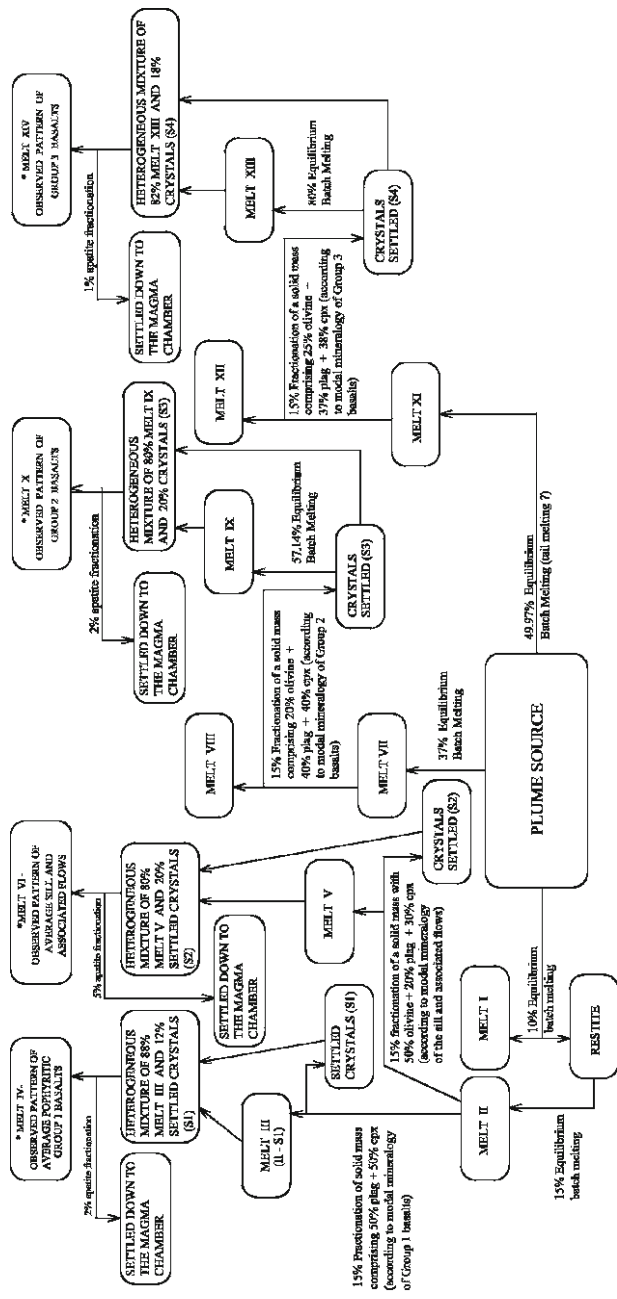 * MELT IV-
OBSERVED PATTERN OF
AVERAGE POPHYRITIC
GROUP 1 BASALTS
*MELT VI -
OBSERVED PATTERN OF
AVERAGE SILL AND
ASSOCIATED FLOWS
*MELT X
OBSERVED PATTERN OF
GROUP 2 BASALTS
* MELT XIV
OBSERVED PATTERN OF
GROUP 3 BASALTS
2% apatite fractionation
5% apatite fractionation
2% apatite fractionation
1% apatite fractionation
SETTLED DOWN TO
THE MAGMA
CHAMBER
HETEROGENEOUS
MIXTURE OF 88%
MELT III AND 12%
SETTLED CRYSTALS
(S1)
SETTLED DOWN TO
THE MAGMA
CHAMBER
HETEROGENEOUS
MIXTURE OF 80%
MELT V AND 20%
SETTLED CRYSTALS
(S2)
SETTLED DOWN TO
THE MAGMA
CHAMBER
HETEROGENEOUS
MIXTURE OF 80% MELT IX
AND 20% CRYSTALS (S3)
SETTLED DOWN TO
THE MAGMA
CHAMBER
HETEROGENEOUS MIXTURE OF
82% MELT XIII AND 18%
CRYSTALS (S4)
MELT III
(II - S1)
SETTLED
CRYSTALS (S1)
MELT V
MELT VIII
MELT IX
MELT XII
MELT XIII
15% Fractionation of solid mass
comprising 50% plag + 50% cpx
(according to modal mineralogy
of Group 1 basalts)
15% fractionation of a solid mass with
50% olivine + 20% plag + 30% cpx
(according to modal mineralogy
of the sill and associated flows)
CRYSTALS
SETTLED (S2)
15% Fractionation of a solid mass
comprising 20% olivine +
40% plag + 40% cpx (according
to modal mineralogy of Group 2
basalts)
57.14% Equilibrium
Batch Melting
CRYSTALS
SETTLED (S3)
15% Fractionation of a solid mass
comprising 25% olivine –
37% plag + 38% cpx (according
to modal mineralogy of Group 3
basalts)
80% Equilibrium
Batch Melting
CRYSTALS
SETTLED (S4)
MELT II
MELT I
MELT VII
MELT XI
15% Equilibrium
batch melting
RESTITE
10% Equilibrium
batch melting
37% Equilibrium
Batch Melting
PLUME SOURCE
49.97% Equilibrium
Batch Melting (tail melting ?)